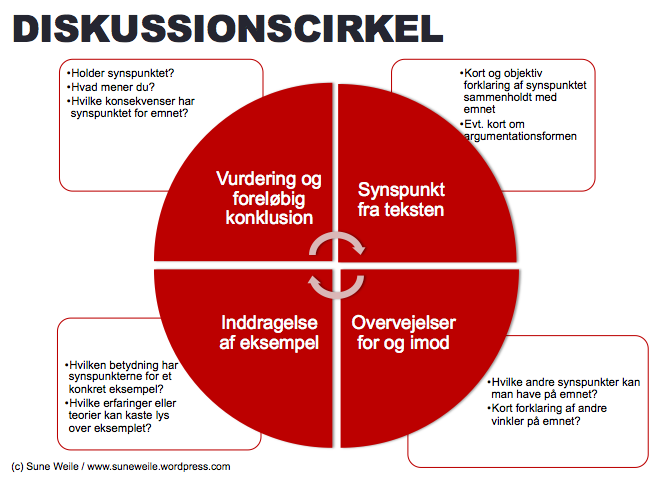 DISKUSSIONSCIRKEL
•Holder synspunktet?
•Hvad mener du?
•Hvilke konsekvenser har
synspunktet for emnet?
•Kort og objektiv
forklaring af synspunktet
sammenholdt med
emnet
•Evt. kort om
argumentationsformen
Vurdering og
foreløbig
konklusion
Synspunkt
fra teksten
Inddragelse
af eksempel
Overvejelser
for og imod
•Hvilken betydning har
synspunkterne for et
konkret eksempel?
•Hvilke erfaringer eller
teorier kan kaste lys
over eksemplet?
•Hvilke andre synspunkter kan
man have på emnet?
•Kort forklaring af andre
vinkler på emnet?
(c) Sune Weile / www.suneweile.wordpress.com